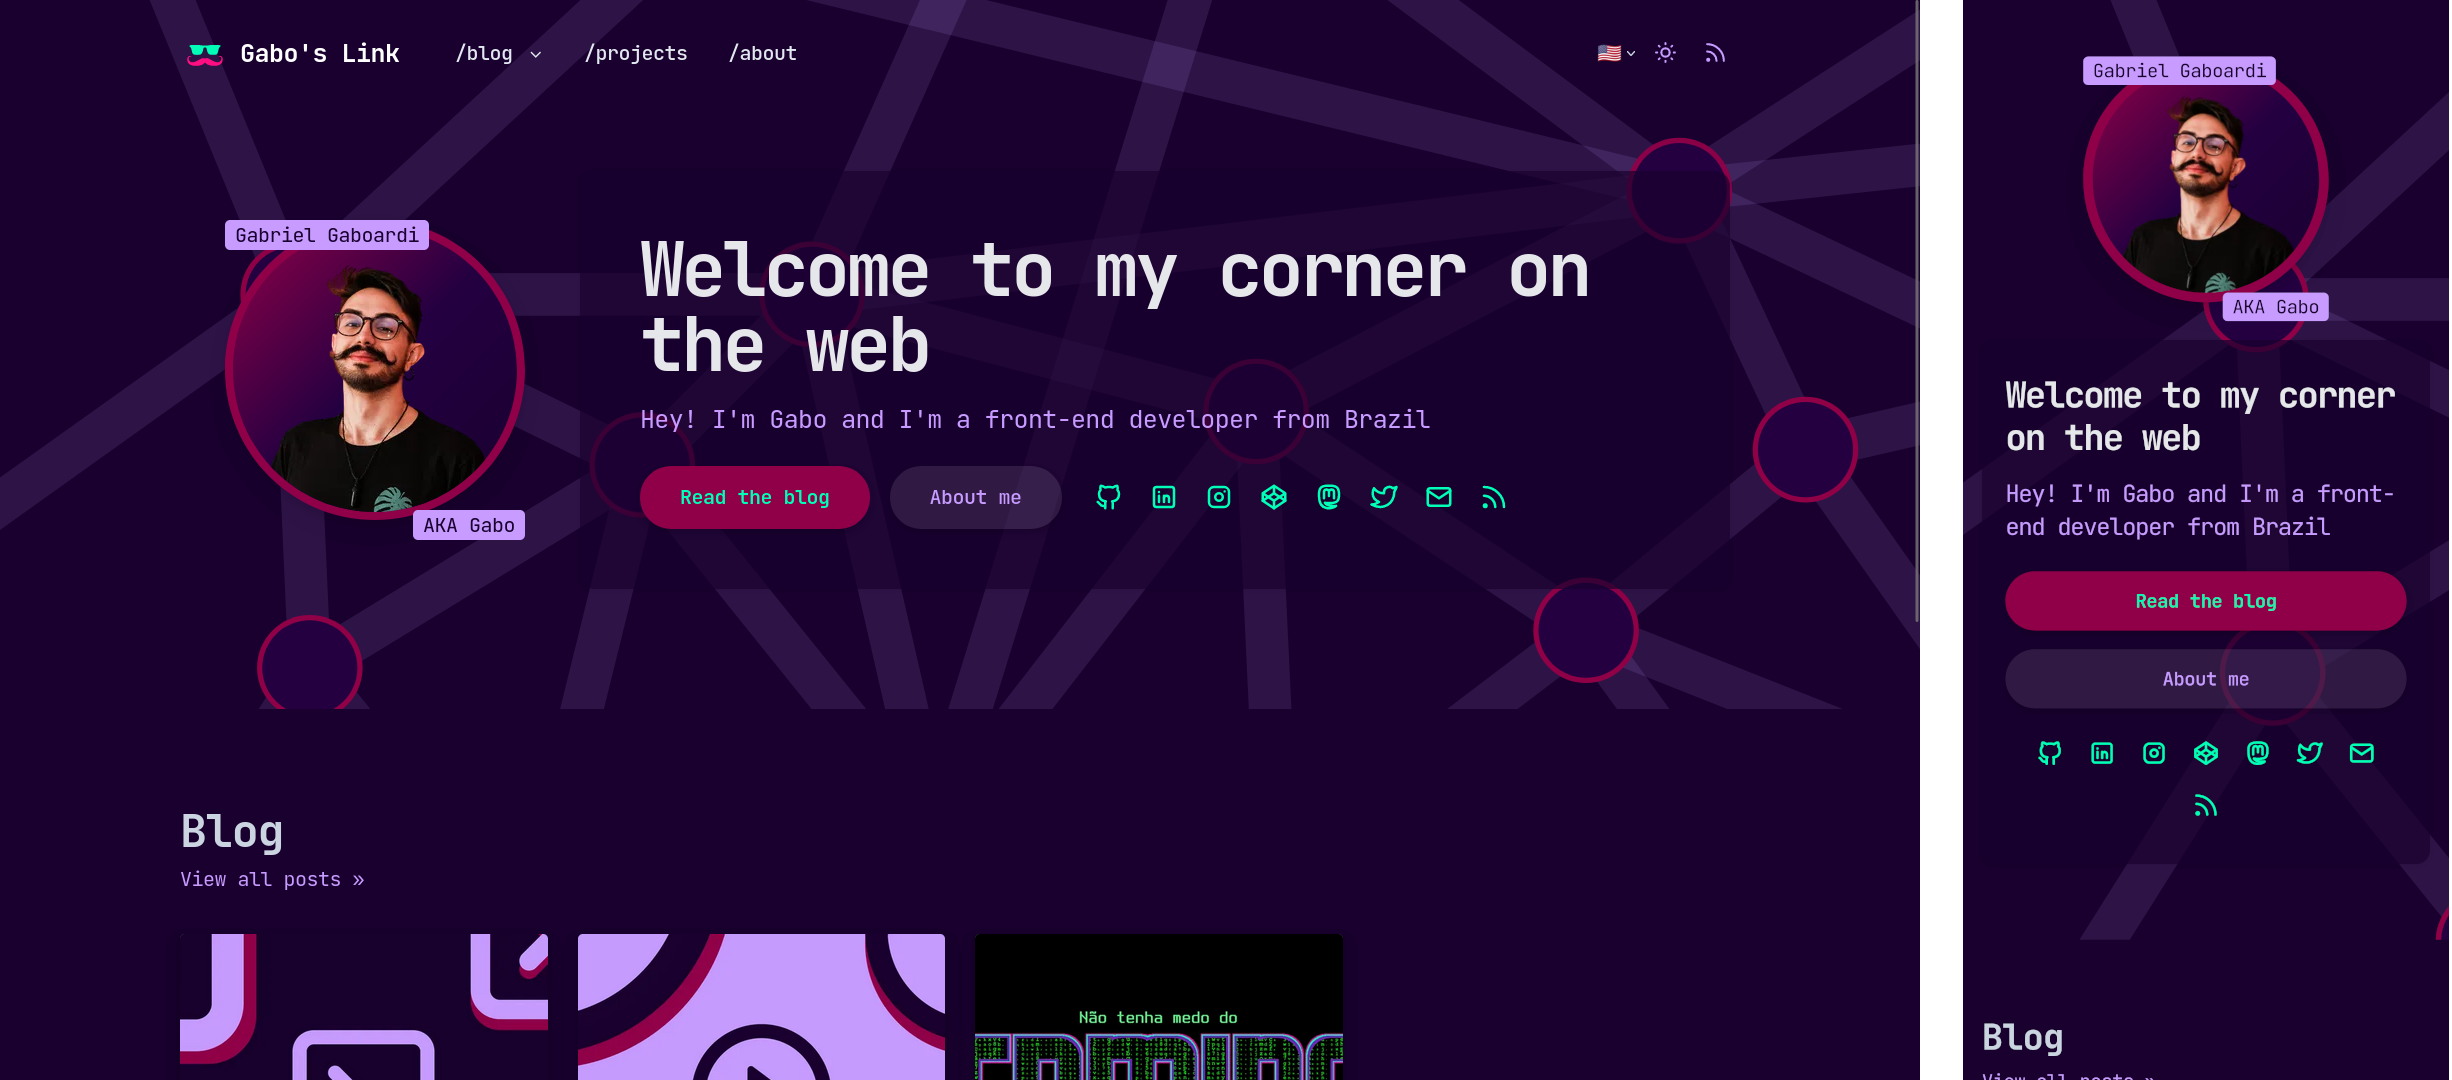 Gabo's Link
/blog
/projects
/about
Gabriel Gaboardi
AKA Gabo
Welcome to my corner on
the web
Hey! I'm Gabo and I'm a front-end developer from Brazil
Read the blog
About me
Blog
View all posts »
Não tenha medo do
Gabriel Gaboardi
AKA Gabo
Welcome to my corner
on the web
Hey! I'm Gabo and I'm a front-
end developer from Brazil
Read the blog
About me
Blog
View all posts »